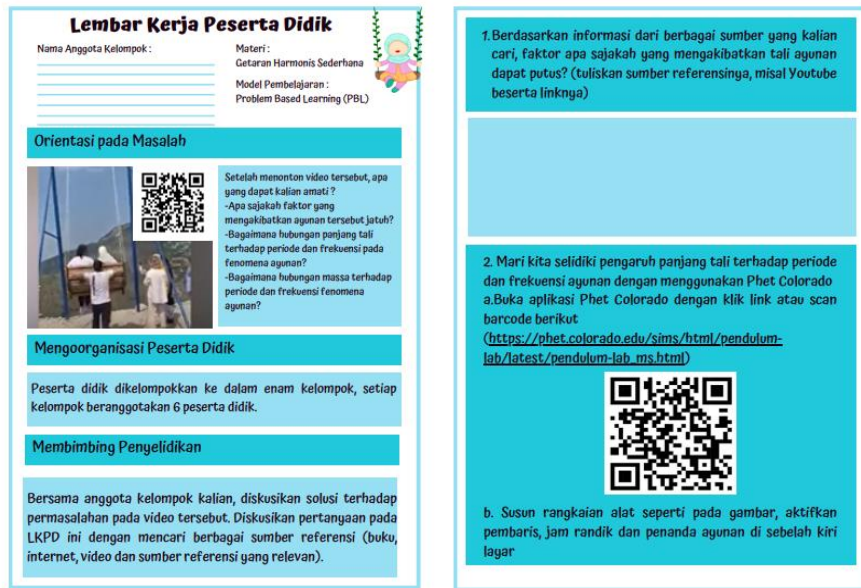 Lembar Kerja Peserta Didik
Nama Anggota Kelompok :
Materi :
Getaran Harmonis Sederhana
Model Pembelajaran :
Problem Based Learning (PBL)
Orientasi pada Masalah
Setelah menonton video tersebut, apa
yang dapat kalian amati ?
-Apa sajakah faktor yang
mengakibatkan ayunan tersebut jatuh?
-Bagaimana hubungan panjang tali
terhadap periode dan frekuensi pada
fenomena ayunan?
-Bagaimana hubungan massa terhadap
periode dan frekuensi fenomena
ayunan?
Mengoorganisasi Peserta Didik
Peserta didik dikelompokkan ke dalam enam kelompok, setiap
kelompok beranggotakan 6 peserta didik.
Membimbing Penyelidikan
Bersama anggota kelompok kalian, diskusikan solusi terhadap
permasalahan pada video tersebut. Diskusikan pertanyaan pada
LKPD ini dengan mencari berbagai sumber referensi (buku,
internet, video dan sumber referensi yang relevan).
1. Berdasarkan informasi dari berbagai sumber yang kalian
cari, faktor apa sajakah yang mengakibatkan tali ayunan
dapat putus? (tuliskan sumber referensinya, misal Youtube
beserta linknya)
2. Mari kita selidiki pengaruh panjang tali terhadap periode
dan frekuensi ayunan dengan menggunakan Phet Colorado
a.Buka aplikasi Phet Colorado dengan klik link atau scan
barcode berikut
(https://phet.colorado.edu/sims/html/pendulum-
lab/latest/pendulum-lab_ms.html)
b. Susun rangkaian alat seperti pada gambar, aktifkan
pembaris, jam randik dan penanda ayunan di sebelah kiri
layar